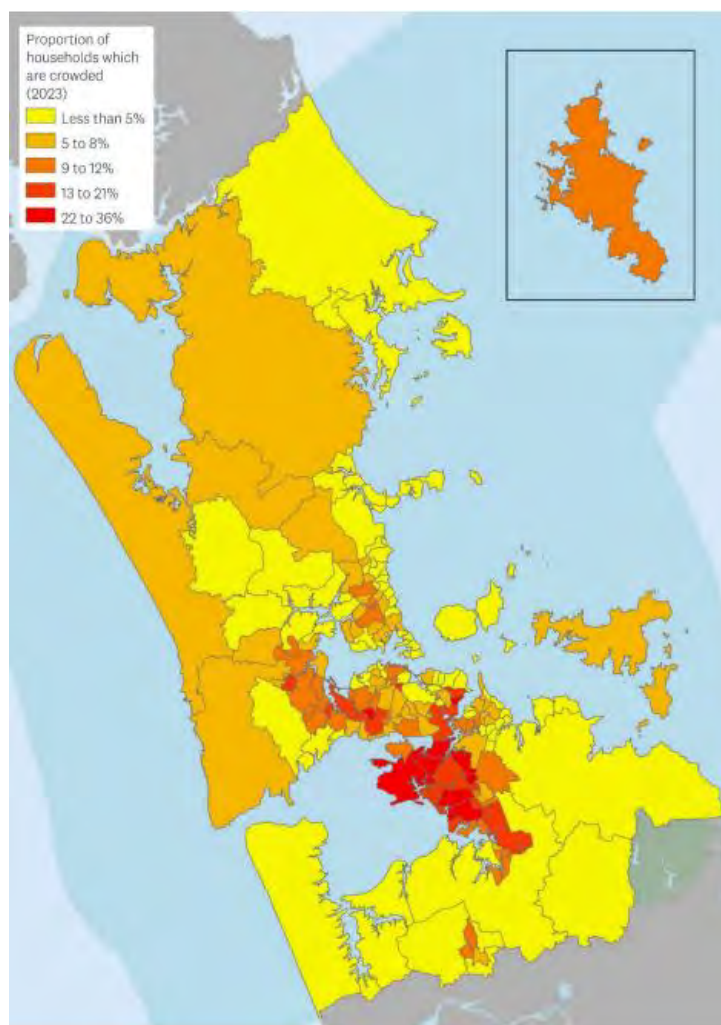 Proportion of
households which
are crowded
(2023)
Less than 5%
5 to 8%
9 to 12%
13 to 21%
22 to 36%